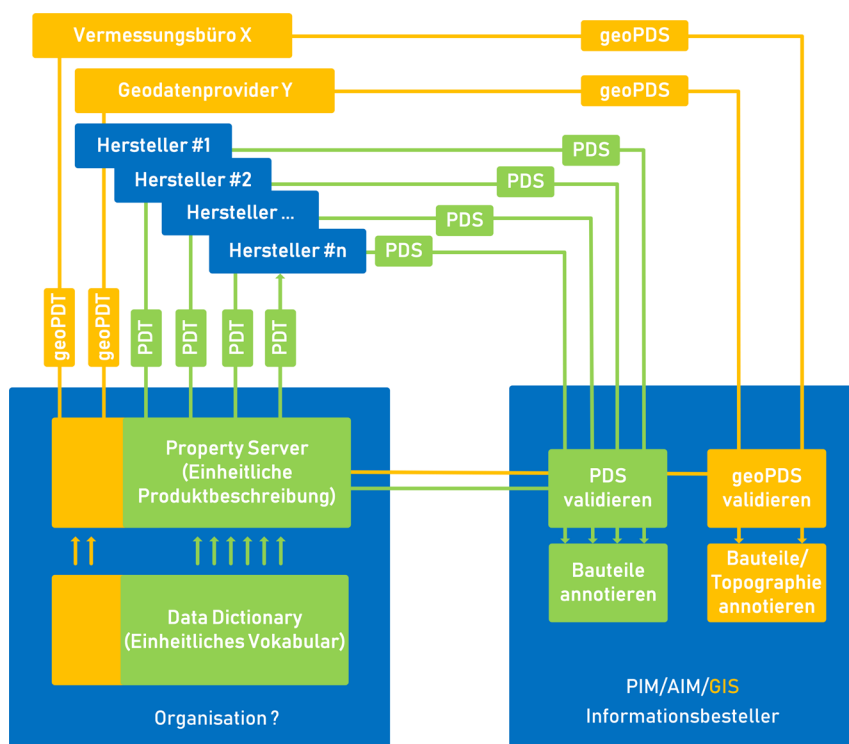 Vermessungsbüro X
geoPDS
Geodatenprovider Y
geoPDS
Hersteller #1
PDS
Hersteller #2
PDS
Hersteller ...
PDS
Hersteller #n
PDS
geoPDT
geoPDT
PDT
PDT
PDT
PDT
Property Server
(Einheitliche
Produktbeschreibung)
PDS
validieren
geoPDS
validieren
Bauteile
annotieren
Bauteile/
Topographie
annotieren
Data Dictionary
(Einheitliches Vokabular)
Organisation ?
PIM/AIM/GIS
Informationsbesteller